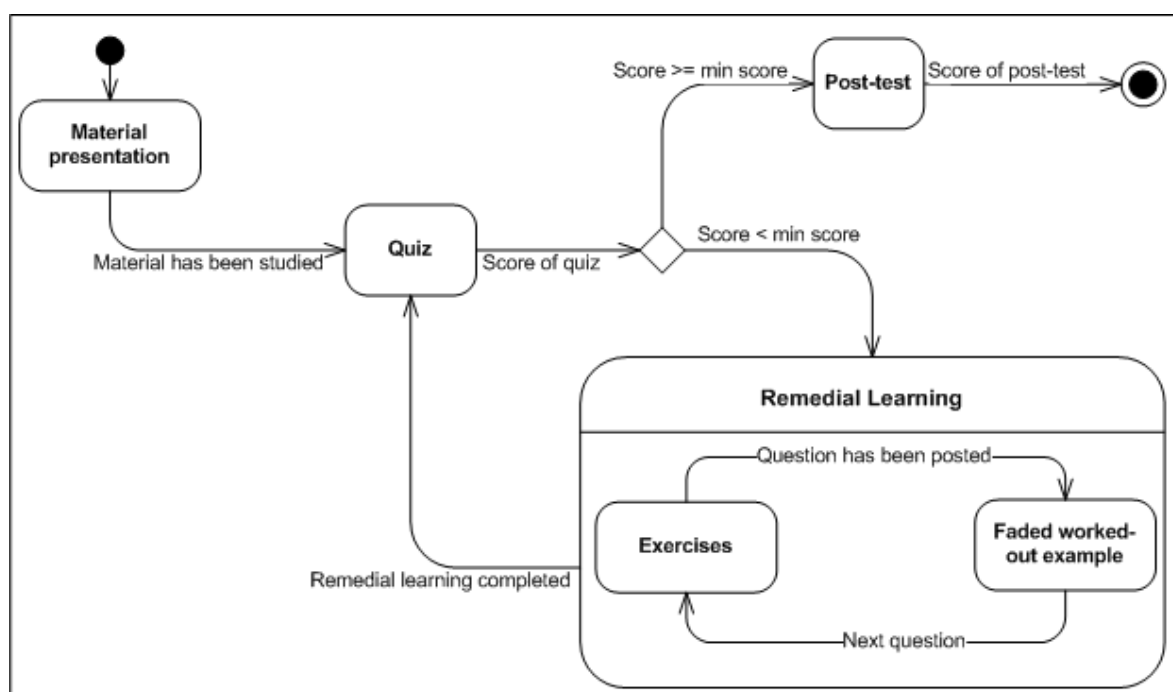 Score >= min score
Post-test
Score of post-test
Material
presentation
Material has been studied
Quiz
Score of quiz
Score < min score
Remedial Learning
Question has been posted
Exercises
Faded worked-
out example
Next question
Remedial learning completed